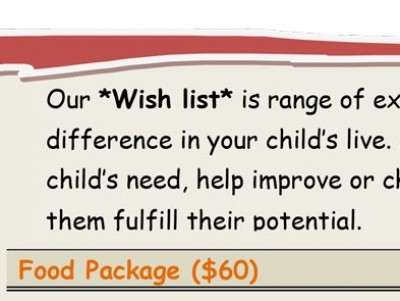 Our *Wish list* is range of ex
difference in your child's live.
child's need, help improve or ch
them fulfill their potential.
Food Package ($60)